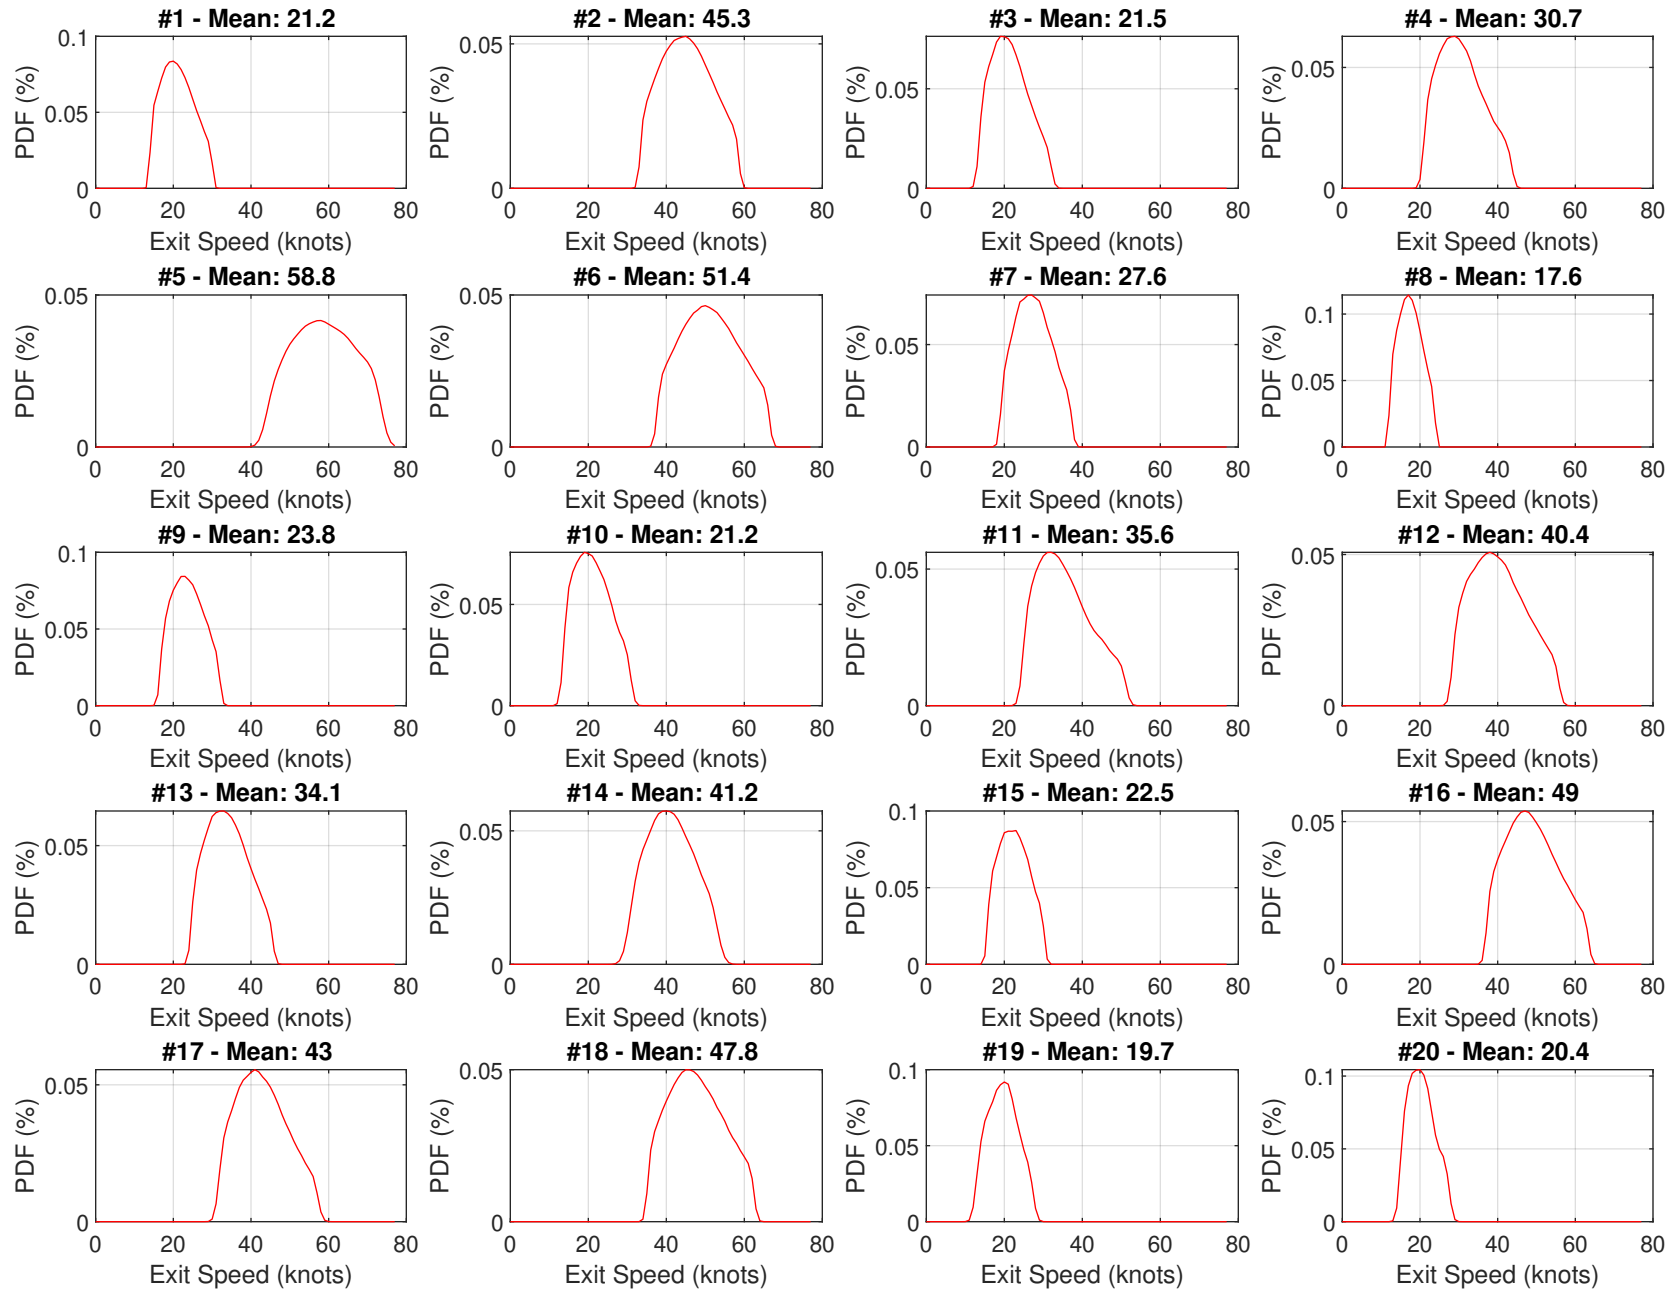 #1 - Mean: 21.2
0.1
0.05
0
PDF (%)
0 20 40 60 80
Exit Speed (knots)
#2 - Mean: 45.3
0.05
0
PDF (%)
0 20 40 60 80
Exit Speed (knots)
#3 - Mean: 21.5
0.05
0
PDF (%)
0 20 40 60 80
Exit Speed (knots)
#4 - Mean: 30.7
0.05
0
PDF (%)
0 20 40 60 80
Exit Speed (knots)
#5 - Mean: 58.8
0.05
0
PDF (%)
0 20 40 60 80
Exit Speed (knots)
#6 - Mean: 51.4
0.05
0
PDF (%)
0 20 40 60 80
Exit Speed (knots)
#7 - Mean: 27.6
0.05
0
PDF (%)
0 20 40 60 80
Exit Speed (knots)
#8 - Mean: 17.6
0.1
0.05
0
PDF (%)
0 20 40 60 80
Exit Speed (knots)
#9 - Mean: 23.8
0.1
0.05
0
PDF (%)
0 20 40 60 80
Exit Speed (knots)
#10 - Mean: 21.2
0.05
0
PDF (%)
0 20 40 60 80
Exit Speed (knots)
#11 - Mean: 35.6
0.05
0
PDF (%)
0 20 40 60 80
Exit Speed (knots)
#12 - Mean: 40.4
0.05
0
PDF (%)
0 20 40 60 80
Exit Speed (knots)
#13 - Mean: 34.1
0.05
0
PDF (%)
0 20 40 60 80
Exit Speed (knots)
#14 - Mean: 41.2
0.05
0
PDF (%)
0 20 40 60 80
Exit Speed (knots)
#15 - Mean: 22.5
0.1
0.05
0
PDF (%)
0 20 40 60 80
Exit Speed (knots)
#16 - Mean: 49
0.05
0
PDF (%)
0 20 40 60 80
Exit Speed (knots)
#17 - Mean: 43
0.05
0
PDF (%)
0 20 40 60 80
Exit Speed (knots)
#18 - Mean: 47.8
0.05
0
PDF (%)
0 20 40 60 80
Exit Speed (knots)
#19 - Mean: 19.7
0.1
0.05
0
PDF (%)
0 20 40 60 80
Exit Speed (knots)
#20 - Mean: 20.4
0.1
0.05
0
PDF (%)
0 20 40 60 80
Exit Speed (knots)